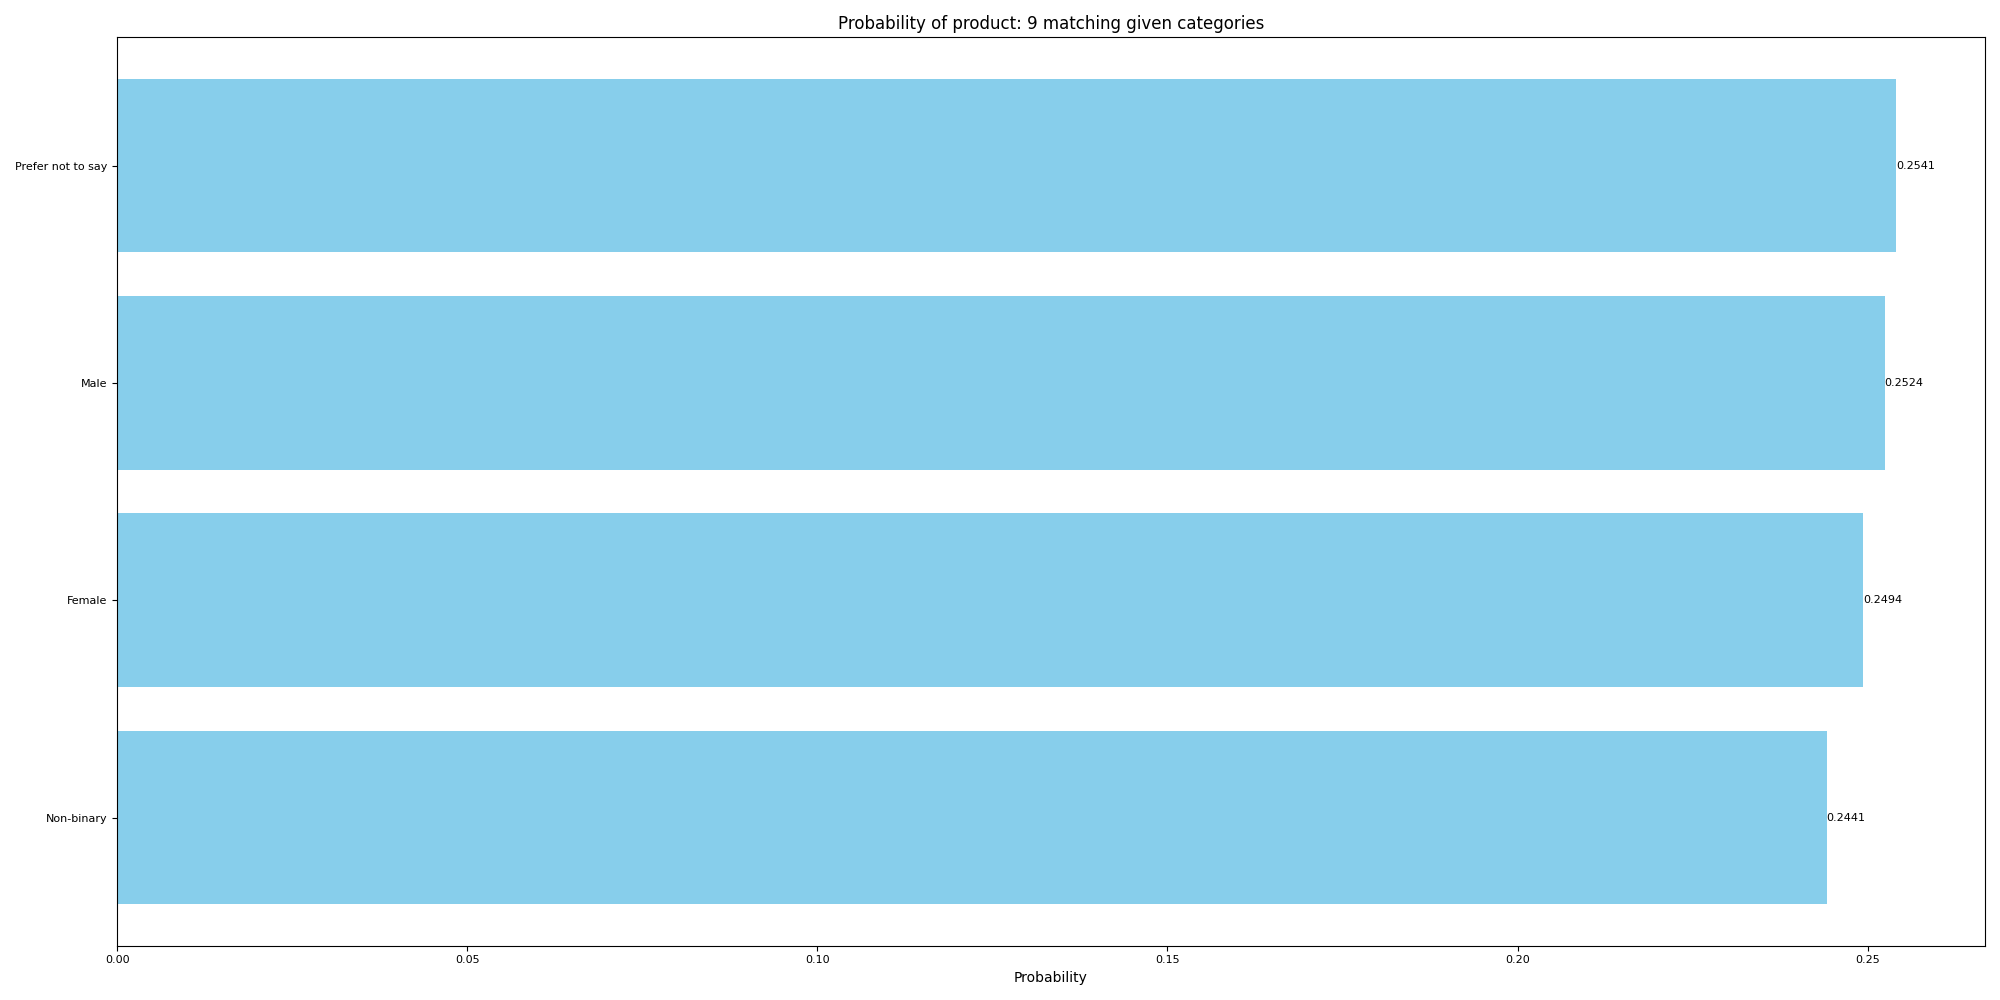 Probability of product: 9 matching given categories
Prefer not to say
0.2541
Male
0.2524
Female
0.2494
Non-binary
0.2441
0.00
0.05
0.10
0.15
0.20
0.25
Probability